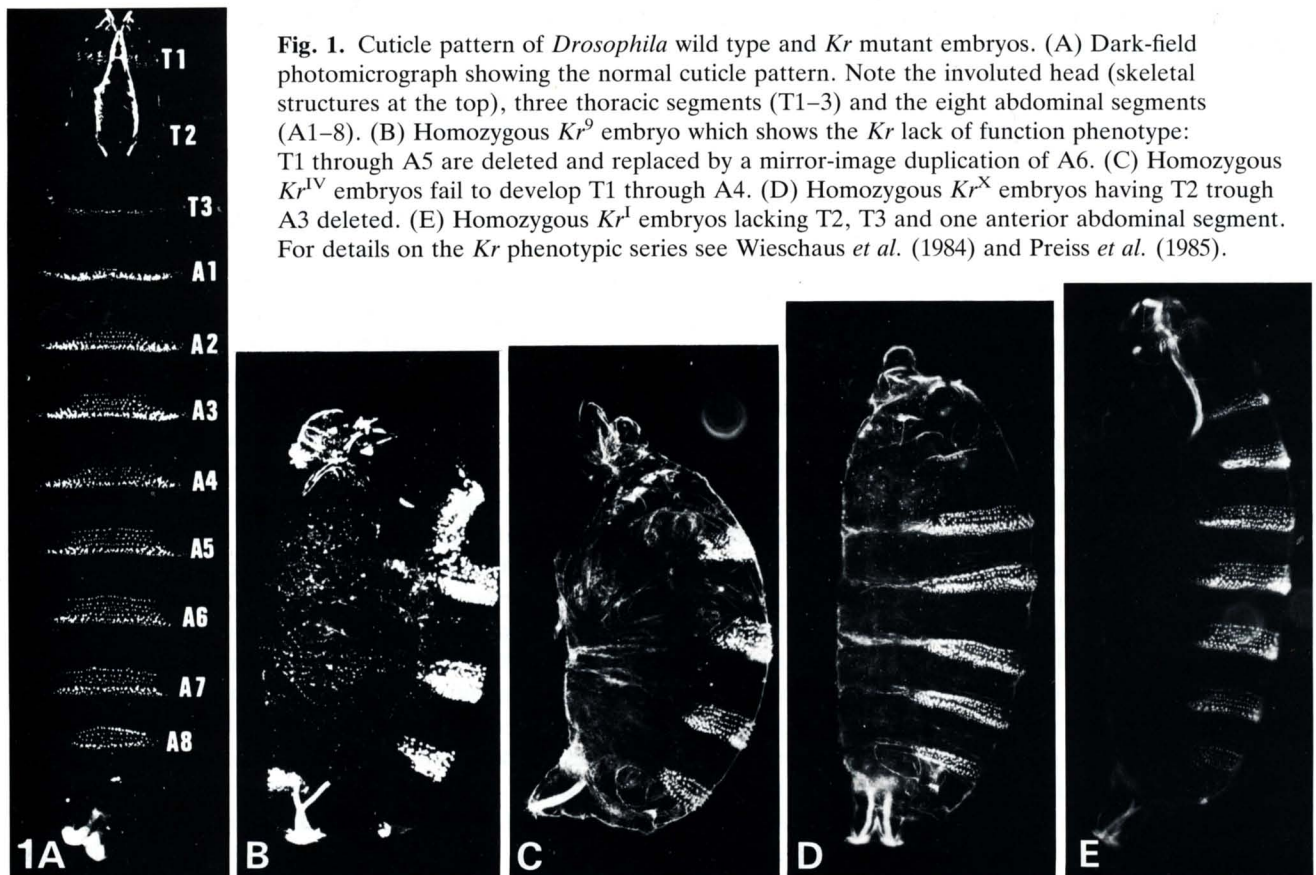 Fig. 1. Cuticle pattern of Drosophila wild type and Kr mutant embryos. (A) Dark-field
photomicrograph showing the normal cuticle pattern. Note the involuted head (skeletal
structures at the top), three thoracic segments (T1–3) and the eight abdominal segments
(A1–8). (B) Homozygous Kr⁹ embryo which shows the Kr lack of function phenotype:
T1 through A5 are deleted and replaced by a mirror-image duplication of A6. (C) Homozygous
Kr^IV embryos fail to develop T1 through A4. (D) Homozygous Kr^X embryos having T2 trough
A3 deleted. (E) Homozygous Kr^I embryos lacking T2, T3 and one anterior abdominal segment.
For details on the Kr phenotypic series see Wieschaus et al. (1984) and Preiss et al. (1985).
T1
T2
T3
A1
A2
A3
A4
A5
A6
A7
A8
1A
B
C
D
E